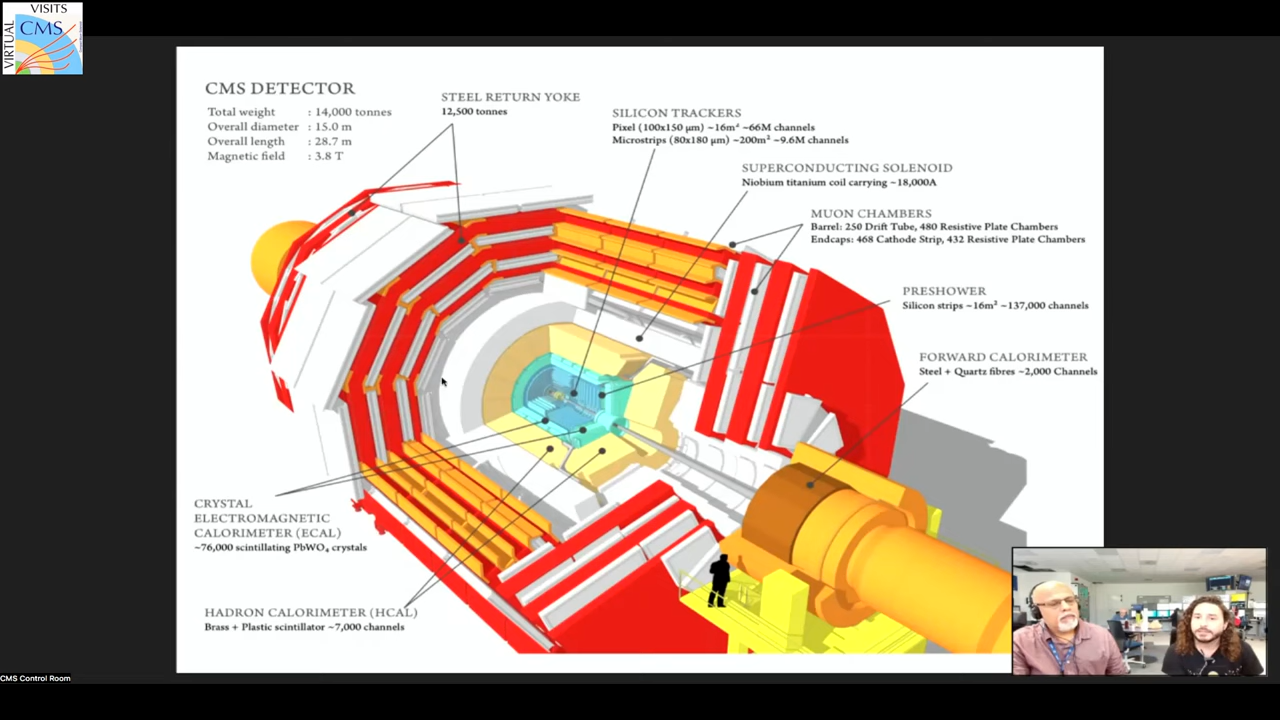 VISITS
VIRTUAL
CMS
CMS DETECTOR
Total weight : 14,000 tonnes
Overall diameter : 15.0 m
Overall length : 28.7 m
Magnetic field : 3.8 T
STEEL RETURN YOKE
12,500 tonnes
SILICON TRACKERS
Pixel (100x150 μm) ~16m² ~66M channels
Microstrips (80x180 μm) ~200m² ~9.6M channels
SUPERCONDUCTING SOLENOID
Niobium titanium coil carrying ~18,000A
MUON CHAMBERS
Barrel: 250 Drift Tube, 480 Resistive Plate Chambers
Endcaps: 468 Cathode Strip, 432 Resistive Plate Chambers
PRESHOWER
Silicon strips ~16m² ~137,000 channels
FORWARD CALORIMETER
Steel + Quartz fibres ~2,000 Channels
CRYSTAL
ELECTROMAGNETIC
CALORIMETER (ECAL)
~76,000 scintillating PbWO₄ crystals
HADRON CALORIMETER (HCAL)
Brass + Plastic scintillator ~7,000 channels
CMS Control Room